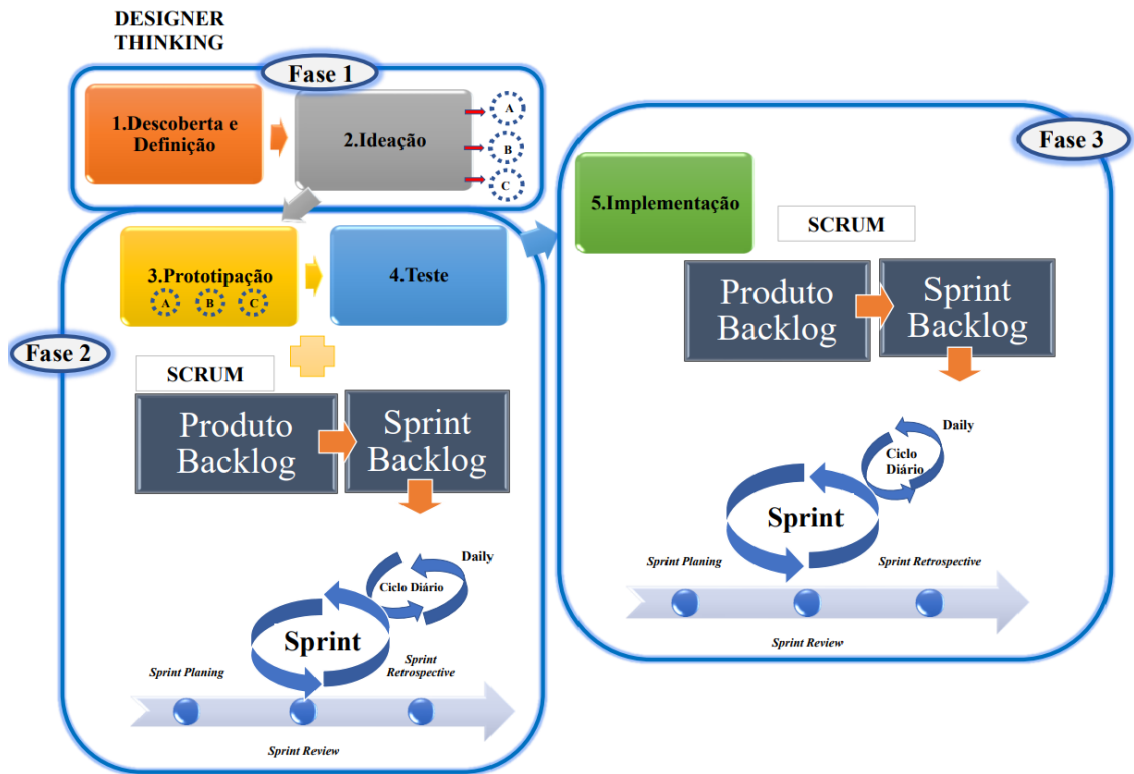 DESIGNER
THINKING
Fase 1
1.Descoberta e
Definição
2.Ideação
A
B
C
3.Prototipação
A B C
4.Teste
Fase 2
SCRUM
Produto
Backlog
Sprint
Backlog
Daily
Ciclo Diário
Sprint
Sprint Planing
Sprint
Retrospective
Sprint Review
Fase 3
5.Implementação
SCRUM
Produto
Backlog
Sprint
Backlog
Daily
Ciclo
Diário
Sprint
Sprint Planing
Sprint Retrospective
Sprint Review